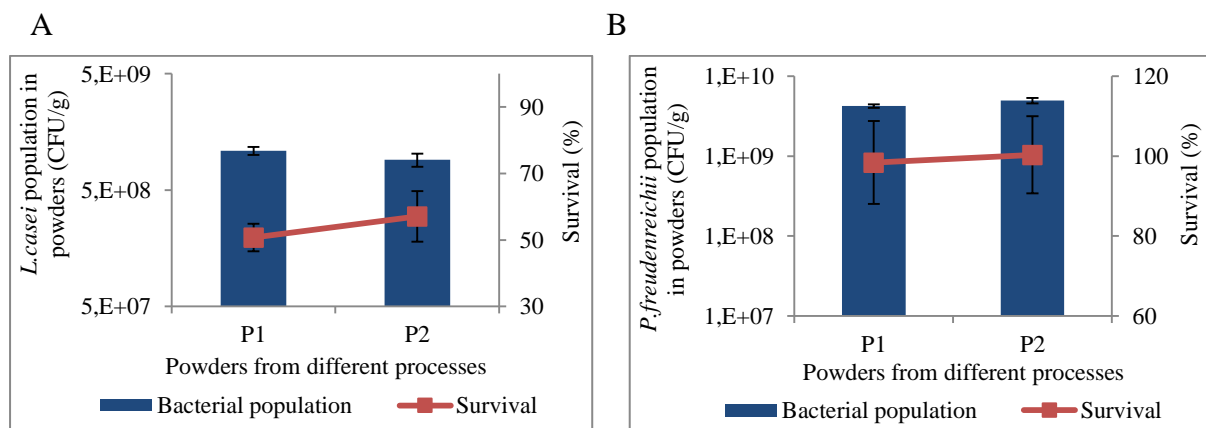 A
L.casei population in
powders (CFU/g)
5,E+09
5,E+08
5,E+07
90
70
50
30
Survival (%)
P1 P2
Powders from different processes
Bacterial population Survival
B
P.freudenreichii population
in powders (CFU/g)
1,E+10
1,E+09
1,E+08
1,E+07
120
100
80
60
Survival (%)
P1 P2
Powders from different processes
Bacterial population Survival